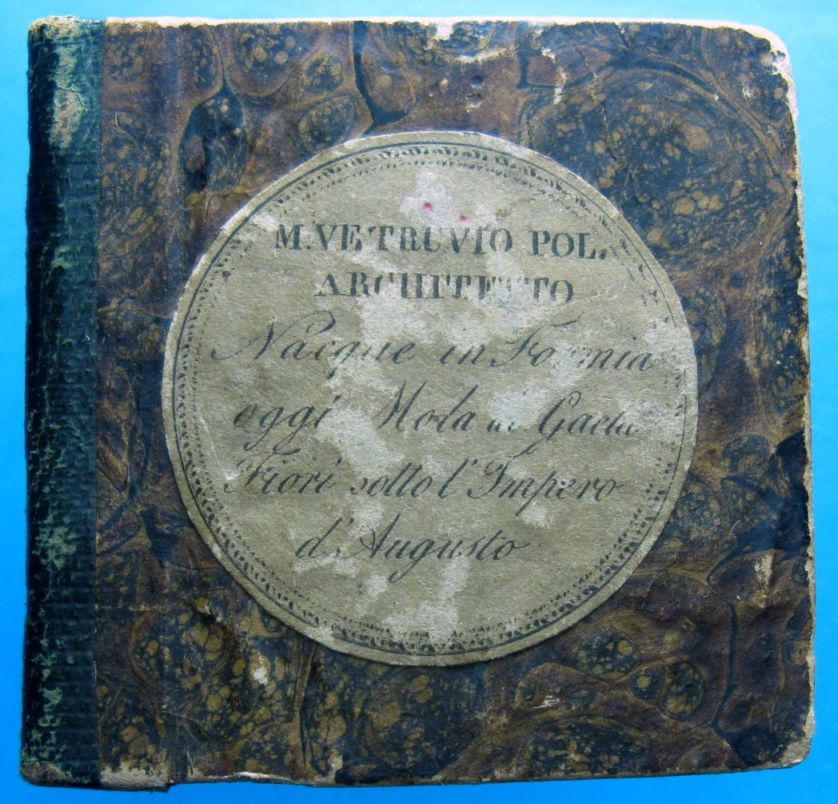 M. VETRUVIO POL.
ARCHITETTO
Nacque in Formia
oggi Mola di Gaeta
Fiorì sotto l'Impero
d'Augusto